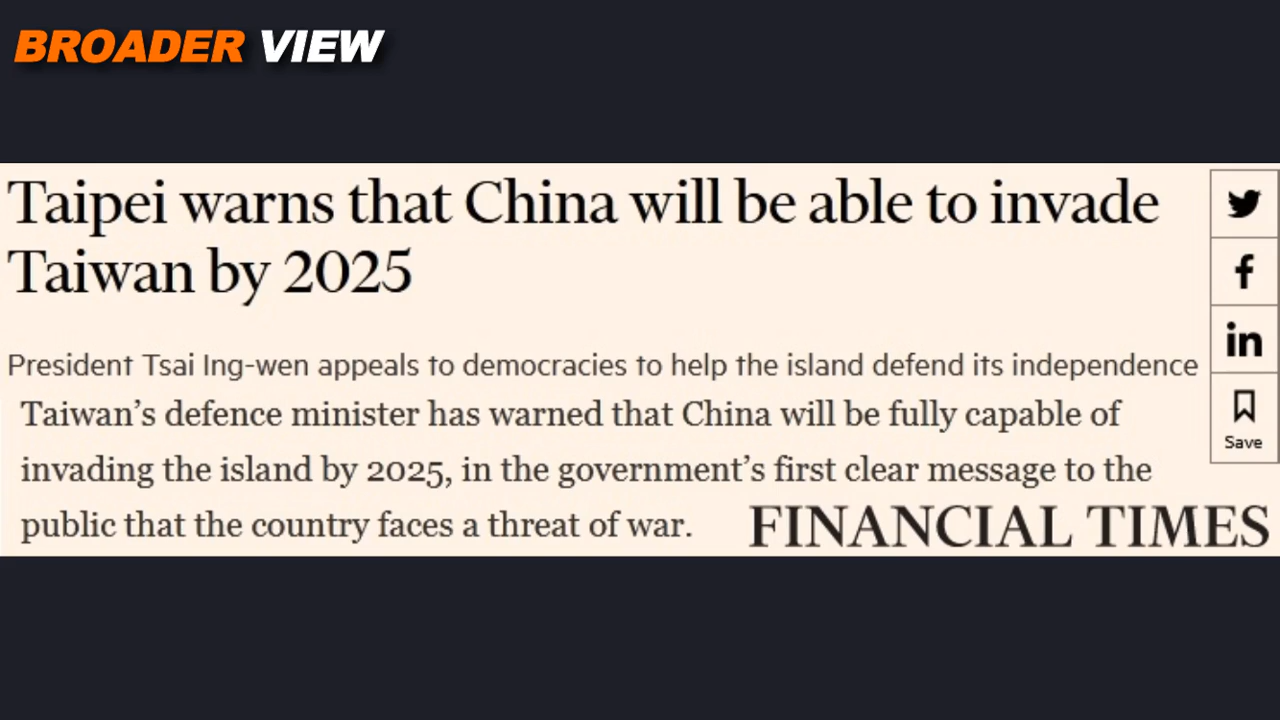 BROADER VIEW
Taipei warns that China will be able to invade
Taiwan by 2025
President Tsai Ing-wen appeals to democracies to help the island defend its independence
Taiwan’s defence minister has warned that China will be fully capable of
invading the island by 2025, in the government’s first clear message to the
public that the country faces a threat of war.
FINANCIAL TIMES
f
in
Save